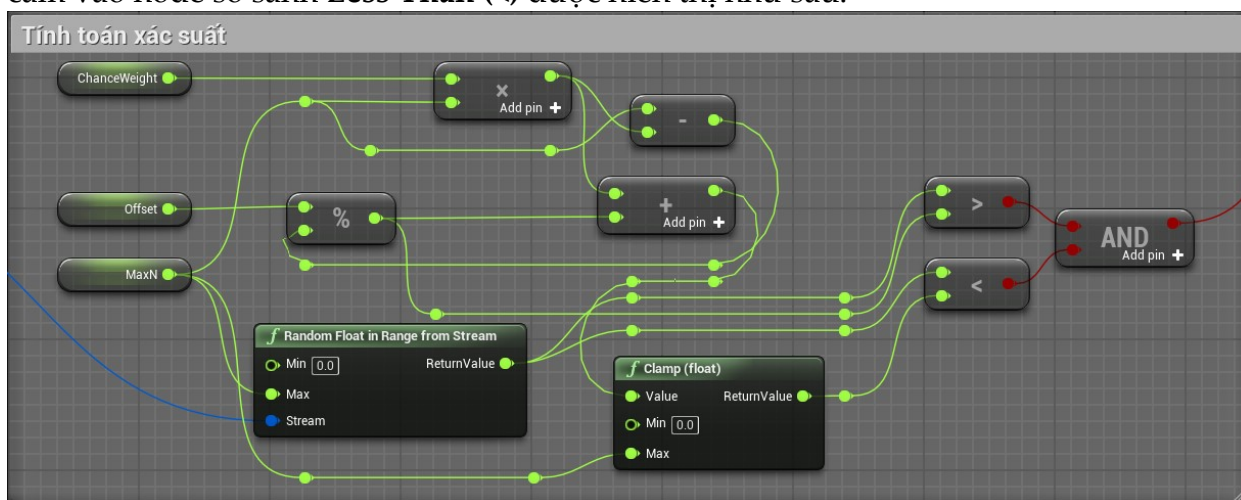 Tính toán xác suất
ChanceWeight
×
Add pin +
-
Offset
%
+
Add pin +
>
AND
Add pin +
MaxN
<
f Random Float in Range from Stream
Min 0.0
ReturnValue
Max
Stream
f Clamp (float)
Value
ReturnValue
Min 0.0
Max